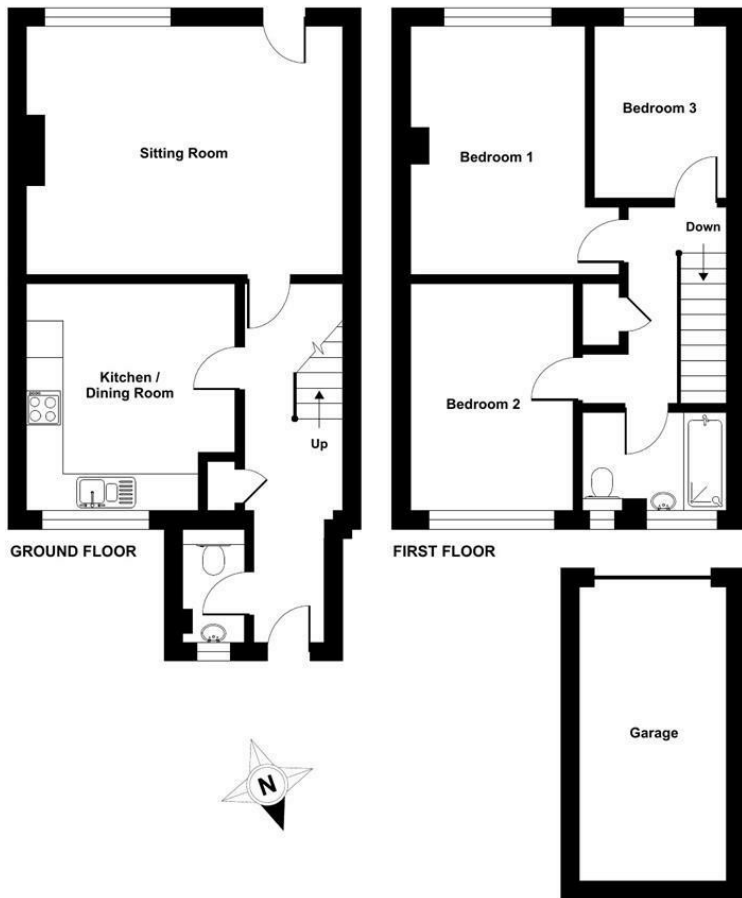 Sitting Room
Kitchen /
Dining Room
Up
GROUND FLOOR
Bedroom 1
Bedroom 3
Down
Bedroom 2
FIRST FLOOR
Garage
N